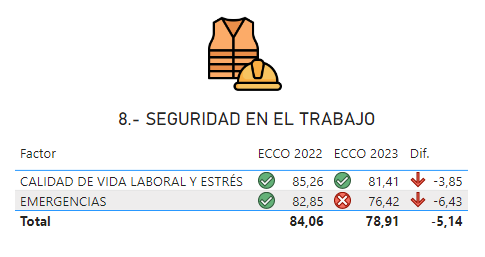 8.- SEGURIDAD EN EL TRABAJO
Factor ECCO 2022 ECCO 2023 Dif.
CALIDAD DE VIDA LABORAL Y ESTRÉS 85,26 81,41 -3,85
EMERGENCIAS 82,85 76,42 -6,43
Total 84,06 78,91 -5,14